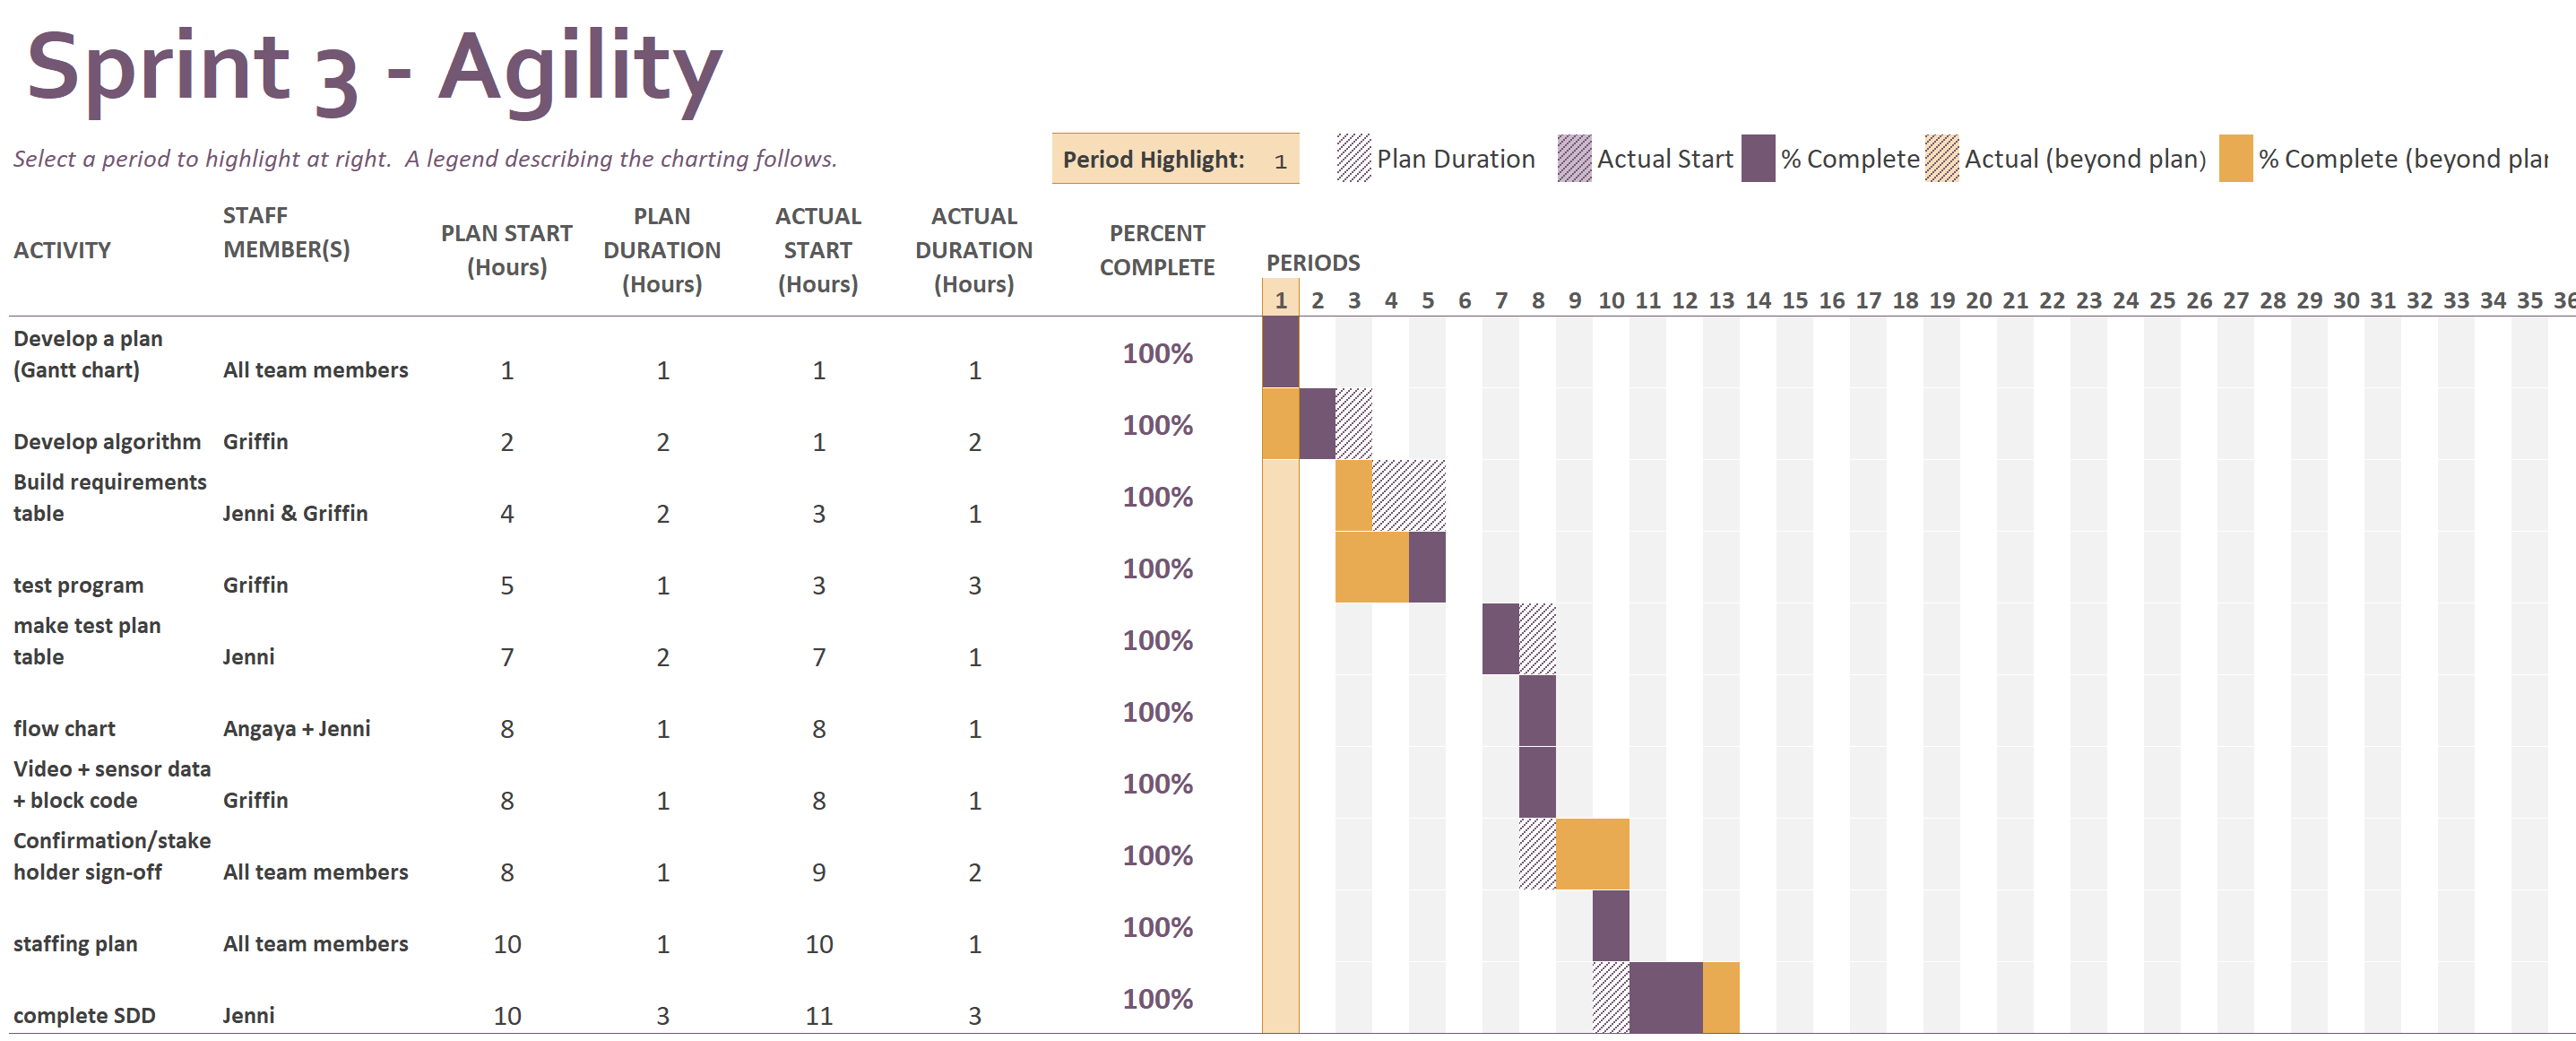 Sprint 3 - Agility
Select a period to highlight at right. A legend describing the charting follows.
Period Highlight: 1
Plan Duration
Actual Start
% Complete
Actual (beyond plan)
% Complete (beyond plan
ACTIVITY
STAFF
MEMBER(S)
PLAN START
(Hours)
PLAN
DURATION
(Hours)
ACTUAL
START
(Hours)
ACTUAL
DURATION
(Hours)
PERCENT
COMPLETE
PERIODS
1 2 3 4 5 6 7 8 9 10 11 12 13 14 15 16 17 18 19 20 21 22 23 24 25 26 27 28 29 30 31 32 33 34 35 36
Develop a plan
(Gantt chart) All team members 1 1 1 1 100%
Develop algorithm Griffin 2 2 1 2 100%
Build requirements
table Jenni & Griffin 4 2 3 1 100%
test program Griffin 5 1 3 3 100%
make test plan
table Jenni 7 2 7 1 100%
flow chart Angaya + Jenni 8 1 8 1 100%
Video + sensor data
+ block code Griffin 8 1 8 1 100%
Confirmation/stake
holder sign-off All team members 8 1 9 2 100%
staffing plan All team members 10 1 10 1 100%
complete SDD Jenni 10 3 11 3 100%